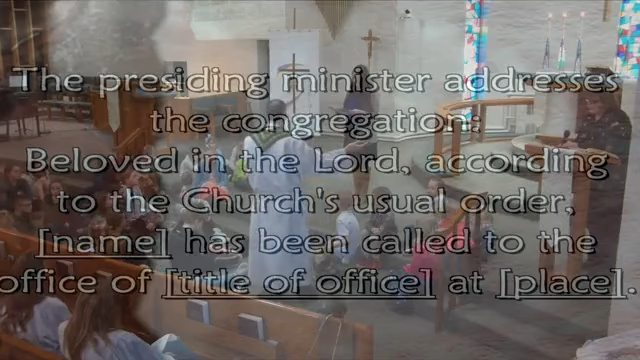 The presiding minister addresses
the congregation:
Beloved in the Lord, according
to the Church's usual order,
[name] has been called to the
office of [title of office] at [place].